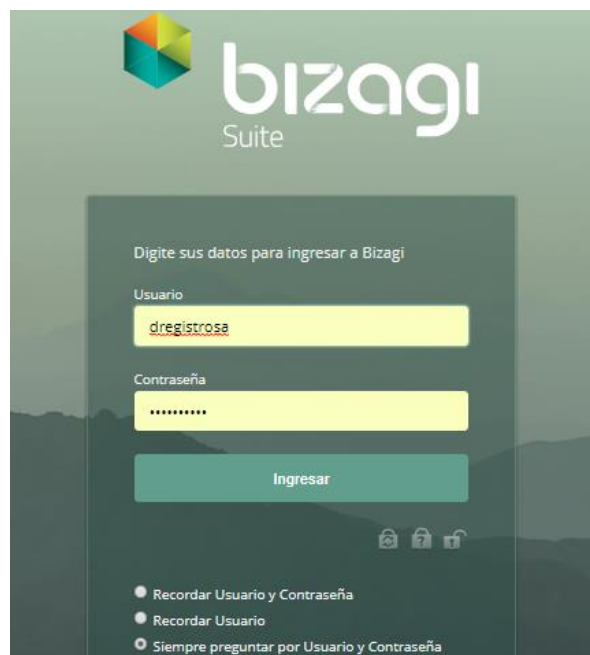 bizagi
Suite
Digite sus datos para ingresar a Bizagi
Usuario
dregistrosa
Contraseña
••••••••••
Ingresar
Recordar Usuario y Contraseña
Recordar Usuario
Siempre preguntar por Usuario y Contraseña